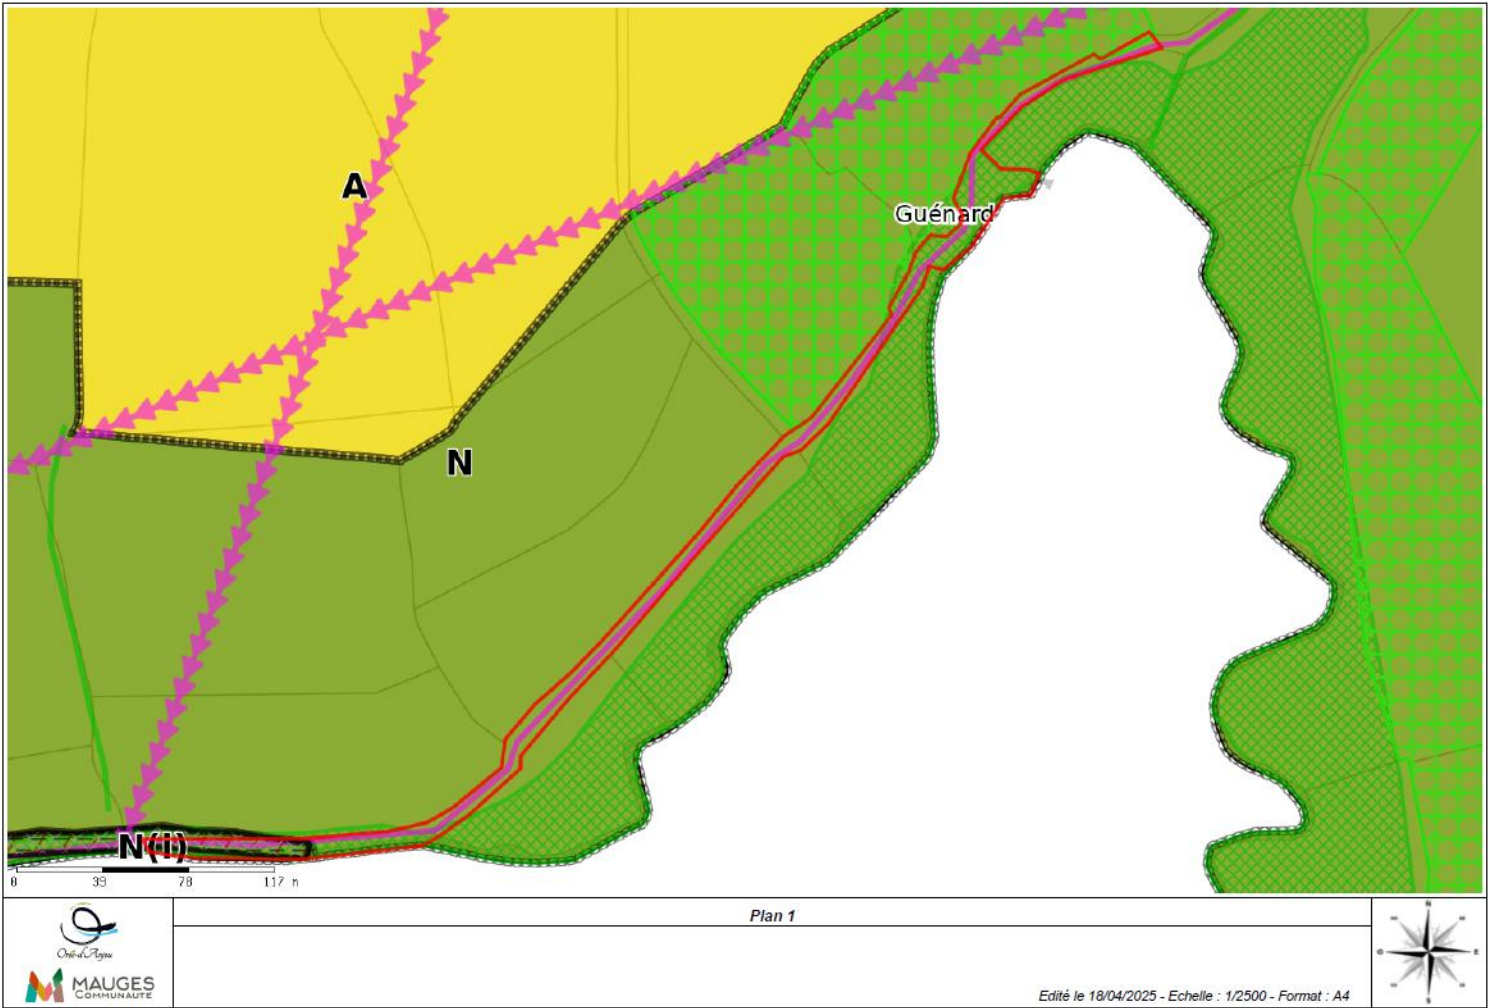 A
Guénard
N
N(i)
0 39 78 117 m
Plan 1
Orée-d'Anjou
MAUGES
COMMUNAUTE
Edité le 18/04/2025 - Echelle : 1/2500 - Format : A4
N
E